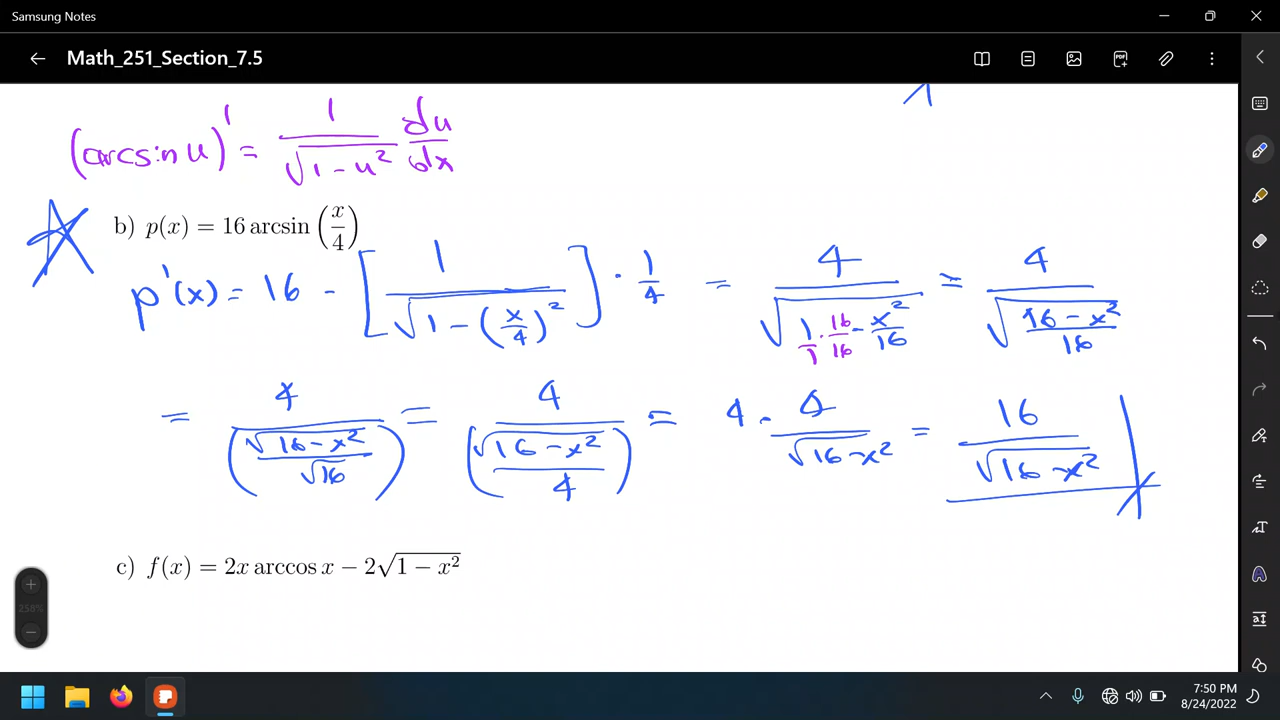 Samsung Notes
Math_251_Section_7.5
(arcsin u)' = 1/√(1 - u²) du/dx
b) p(x) = 16 arcsin (x/4)
p'(x) = 16 - [1/√(1 - (x/4)²)] · 1/4 = 4/√(1/1 · 16/16 - x²/16) = 4/√((16 - x²)/16)
= 4/(√(16 - x²)/√16) = 4/(√(16 - x²)/4) = 4 · 4/√(16 - x²) = 16/√(16 - x²)
c) f(x) = 2x arccos x − 2√(1 − x²)
258%
7:50 PM
8/24/2022